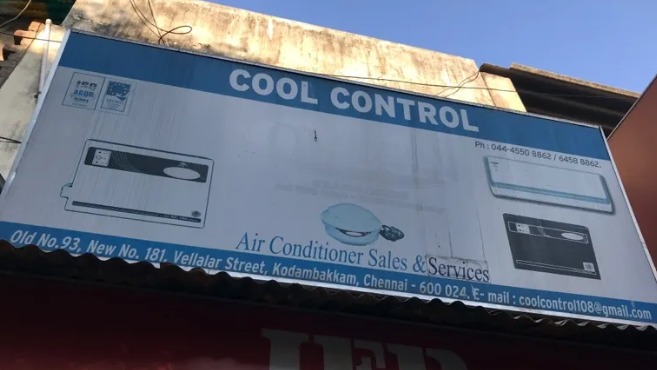 COOL CONTROL
Ph : 044-4550 8862 / 6458 8862.
Air Conditioner Sales & Services
Old No.93, New No. 181, Vellalar Street, Kodambakkam, Chennai - 600 024. E- mail : coolcontrol108@gmail.com